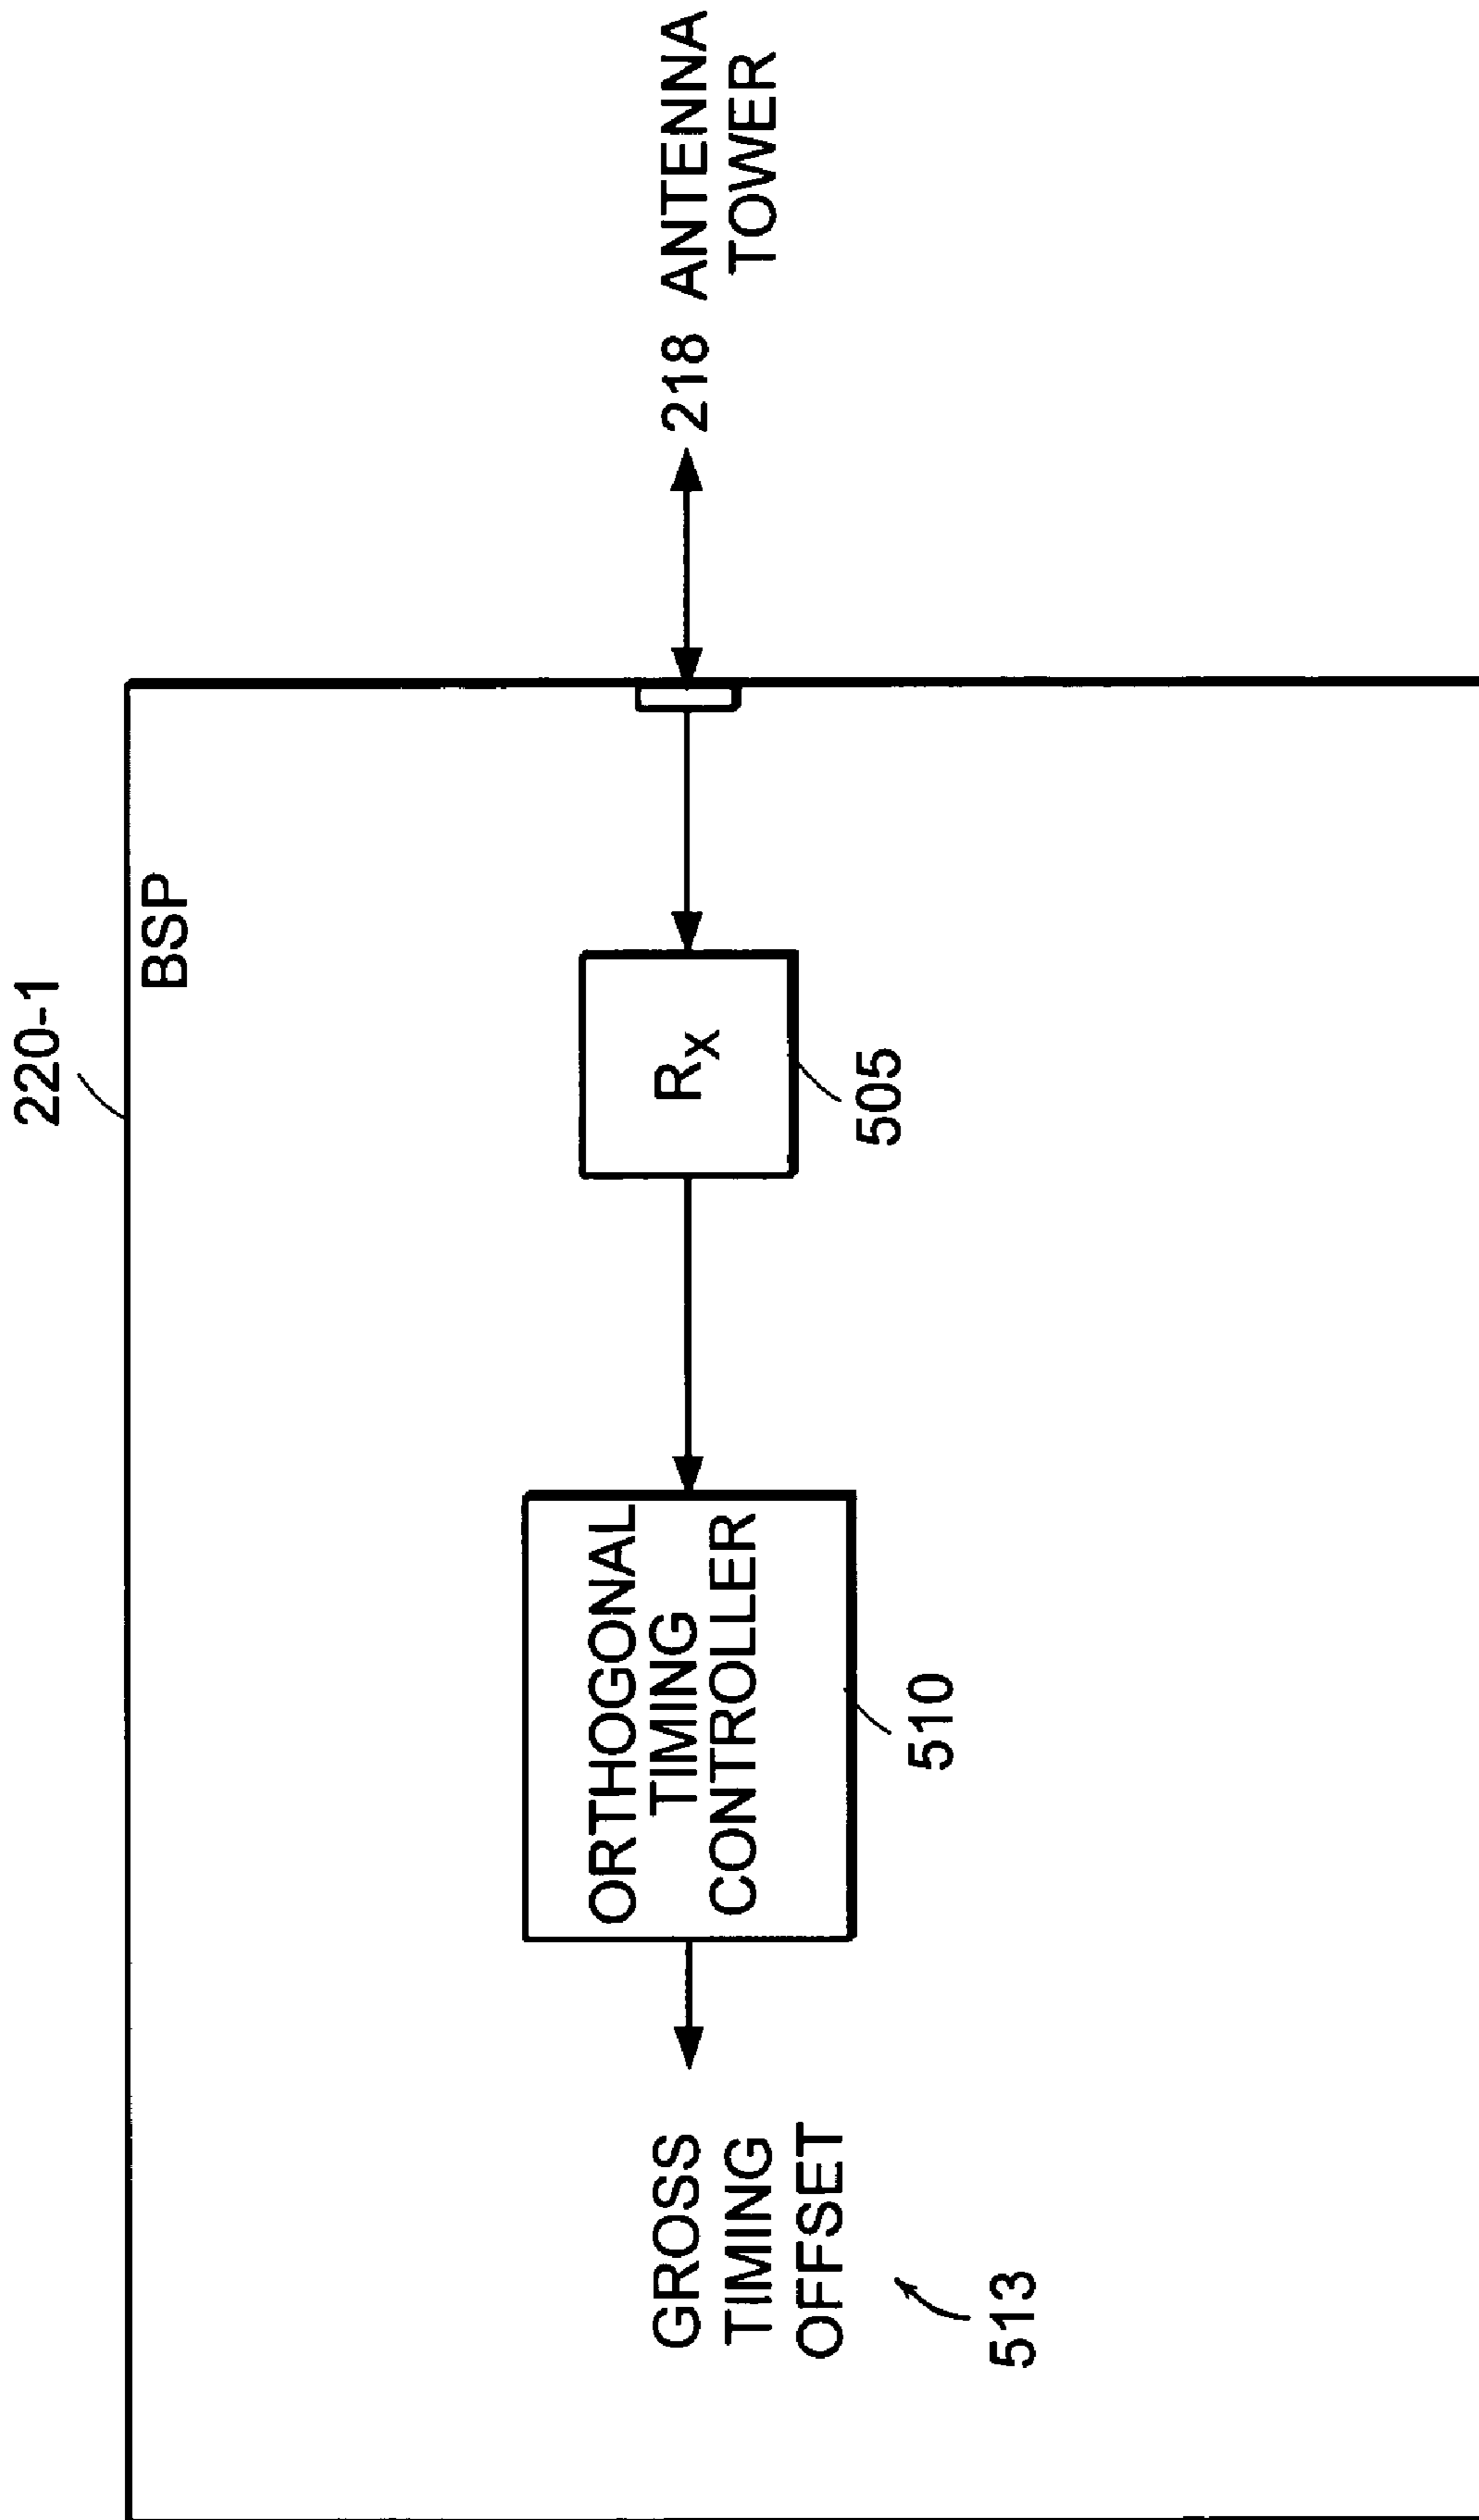 220-1
BSP
GROSS
TIMING
OFFSET
513
ORTHOGONAL
TIMING
CONTROLLER
510
Rx
505
218 ANTENNA
TOWER